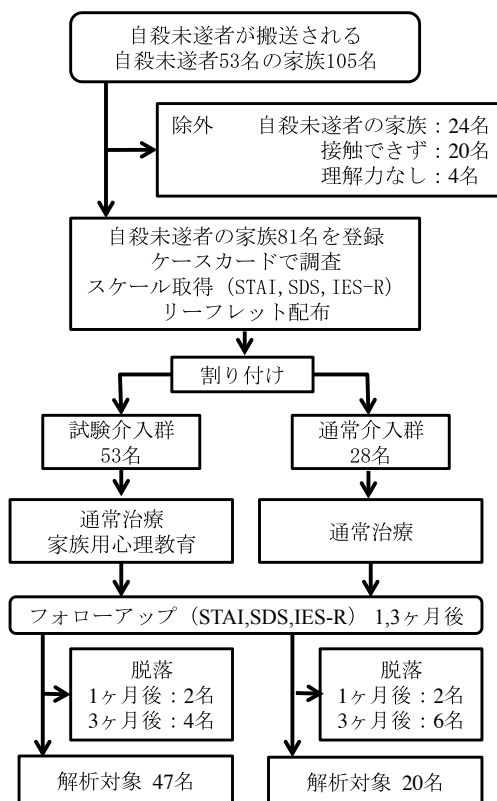 自殺未遂者が搬送される
自殺未遂者53名の家族105名
除外 自殺未遂者の家族：24名
接触できず：20名
理解力なし：4名
自殺未遂者の家族81名を登録
ケースカードで調査
スケール取得（STAI, SDS, IES-R）
リーフレット配布
割り付け
試験介入群
53名
通常介入群
28名
通常治療
家族用心理教育
通常治療
フォローアップ（STAI,SDS,IES-R） 1,3ヶ月後
脱落
1ヶ月後：2名
3ヶ月後：4名
脱落
1ヶ月後：2名
3ヶ月後：6名
解析対象 47名
解析対象 20名